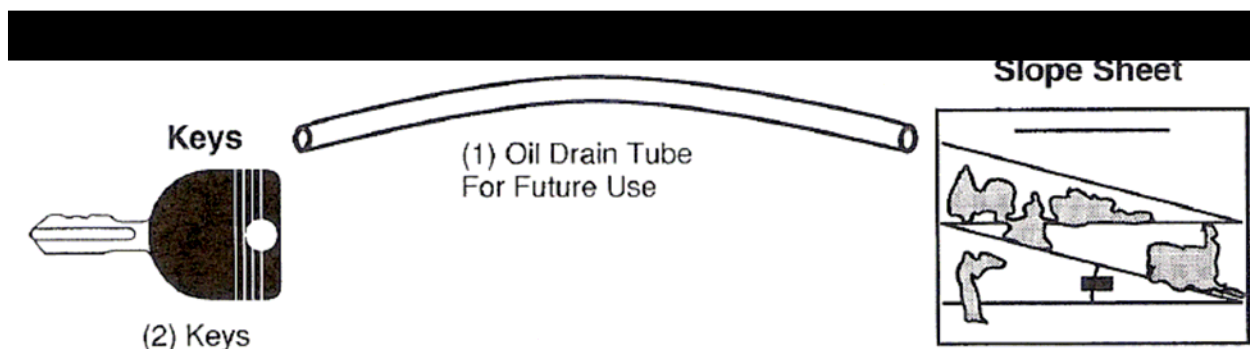 Slope Sheet
Keys
(1) Oil Drain Tube
For Future Use
(2) Keys